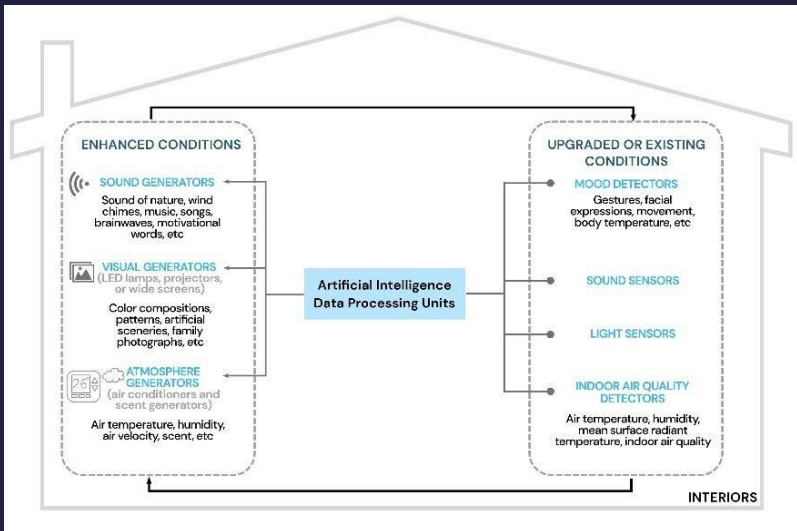 ENHANCED CONDITIONS
SOUND GENERATORS
Sound of nature, wind
chimes, music, songs,
brainwaves, motivational
words, etc
VISUAL GENERATORS
(LED lamps, projectors,
or wide screens)
Color compositions,
patterns, artificial
sceneries, family
photographs, etc
26
ATMOSPHERE
GENERATORS
(air conditioners and
scent generators)
Air temperature, humidity,
air velocity, scent, etc
Artificial Intelligence
Data Processing Units
UPGRADED OR EXISTING
CONDITIONS
MOOD DETECTORS
Gestures, facial
expressions, movement,
body temperature, etc
SOUND SENSORS
LIGHT SENSORS
INDOOR AIR QUALITY
DETECTORS
Air temperature, humidity,
mean surface radiant
temperature, indoor air quality
INTERIORS